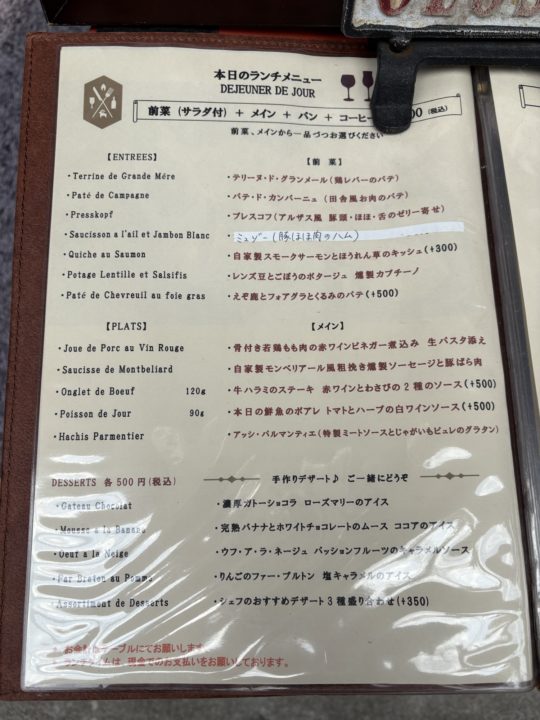 本日のランチメニュー
DEJEUNER DE JOUR
前菜(サラダ付) + メイン + パン + コーヒー 00 (税込)
前菜、メインから一品づつお選びください
【ENTREES】 【前 菜】
・Terrine de Grande Mére ・テリーヌ・ド・グランメール(鶏レバーのパテ)
・Paté de Campagne ・パテ・ド・カンパーニュ (田舎風お肉のパテ)
・Presskopf ・プレスコフ(アルザス風 豚頭・ほほ・舌のゼリー寄せ)
・Saucisson a l'ail et Jambon Blanc ・ミュゾー(豚ほほ肉のハム)
・Quiche au Saumon ・自家製スモークサーモンとほうれん草のキッシュ(+300)
・Potage Lentille et Salsifis ・レンズ豆とごぼうのポタージュ 燻製カプチーノ
・Paté de Chevreuil au foie gras ・えぞ鹿とフォアグラとくるみのパテ(+500)
【PLATS】 【メイン】
・Joue de Porc au Vin Rouge ・骨付き若鶏もも肉の赤ワインビネガー煮込み 生パスタ添え
・Saucisse de Montbeliard ・自家製モンベリアール風粗挽き燻製ソーセージと豚ばら肉
・Onglet de Boeuf 120g ・牛ハラミのステーキ 赤ワインとわさびの2種のソース(+500)
・Poisson de Jour 90g ・本日の鮮魚のポアレ トマトとハーブの白ワインソース(+500)
・Hachis Parmentier ・アッシ・パルマンティエ(特製ミートソースとじゃがいもピュレのグラタン)
DESSERTS 各500円(税込) 手作りデザート♪ ご一緒にどうぞ
・Gateau Chocolat ・濃厚ガトーショコラ ローズマリーのアイス
・Mousse a la Banane ・完熟バナナとホワイトチョコレートのムース ココアのアイス
・Oeuf a la Neige ・ウフ・ア・ラ・ネージュ パッションフルーツのキャラメルソース
・Far Breton au Pomme ・りんごのファー・ブルトン 塩キャラメルのアイス
・Assortiment de Desserts ・シェフのおすすめデザート3種盛り合わせ(+350)
* お会計はテーブルにてお願いします。
* ランチタイムは、現金でのお支払いをお願いしております。